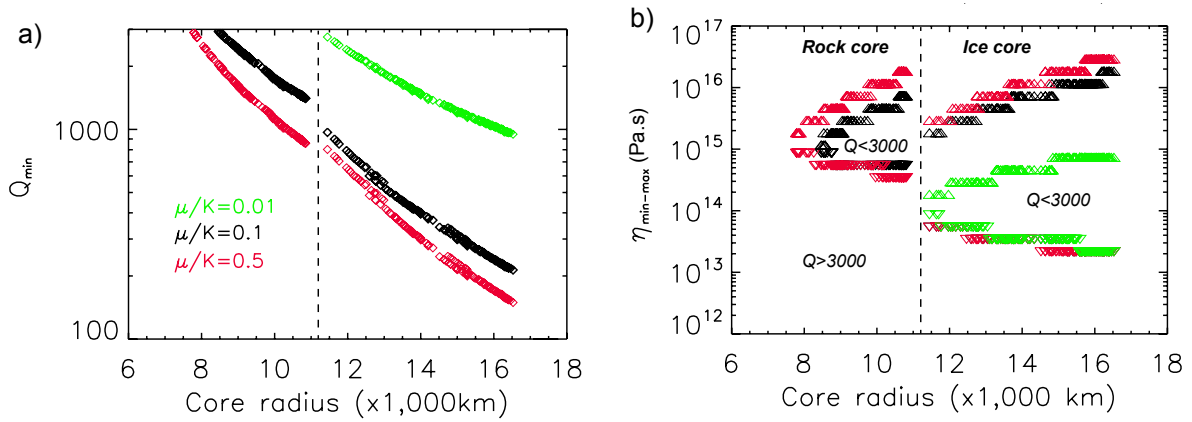 a)
Q_min
1000
100
μ/K=0.01
μ/K=0.1
μ/K=0.5
6 8 10 12 14 16 18
Core radius (x1,000km)
b)
Rock core Ice core
η_min-max (Pa.s)
10^17
10^16
10^15
10^14
10^13
10^12
Q<3000
Q<3000
Q>3000
6 8 10 12 14 16 18
Core radius (x1,000 km)